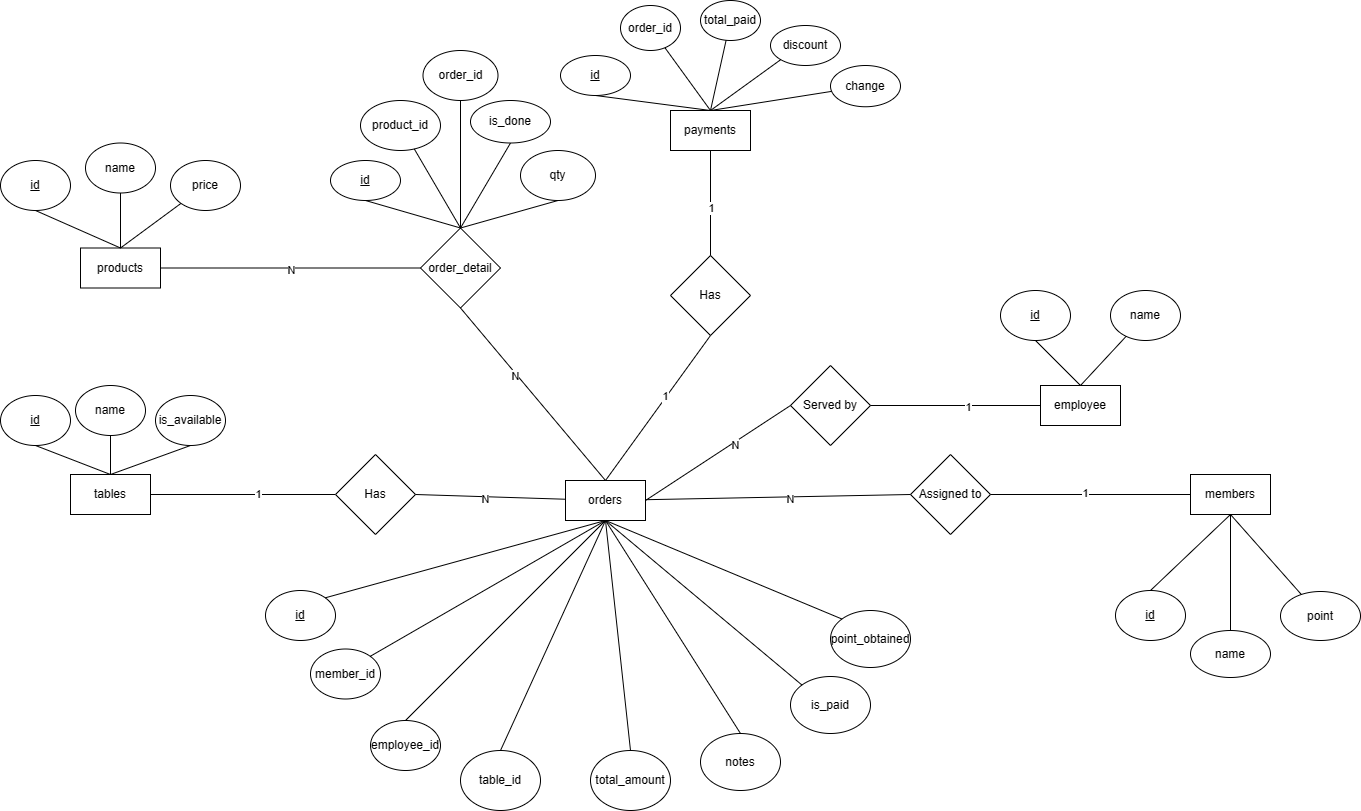 order_id
total_paid
discount
id
change
payments
order_id
product_id
is_done
id
qty
id
name
price
products
N
order_detail
1
Has
N
1
id
name
Served by
1
employee
N
id
name
is_available
tables
1
Has
N
orders
N
Assigned to
1
members
id
member_id
employee_id
table_id
total_amount
notes
is_paid
point_obtained
id
name
point